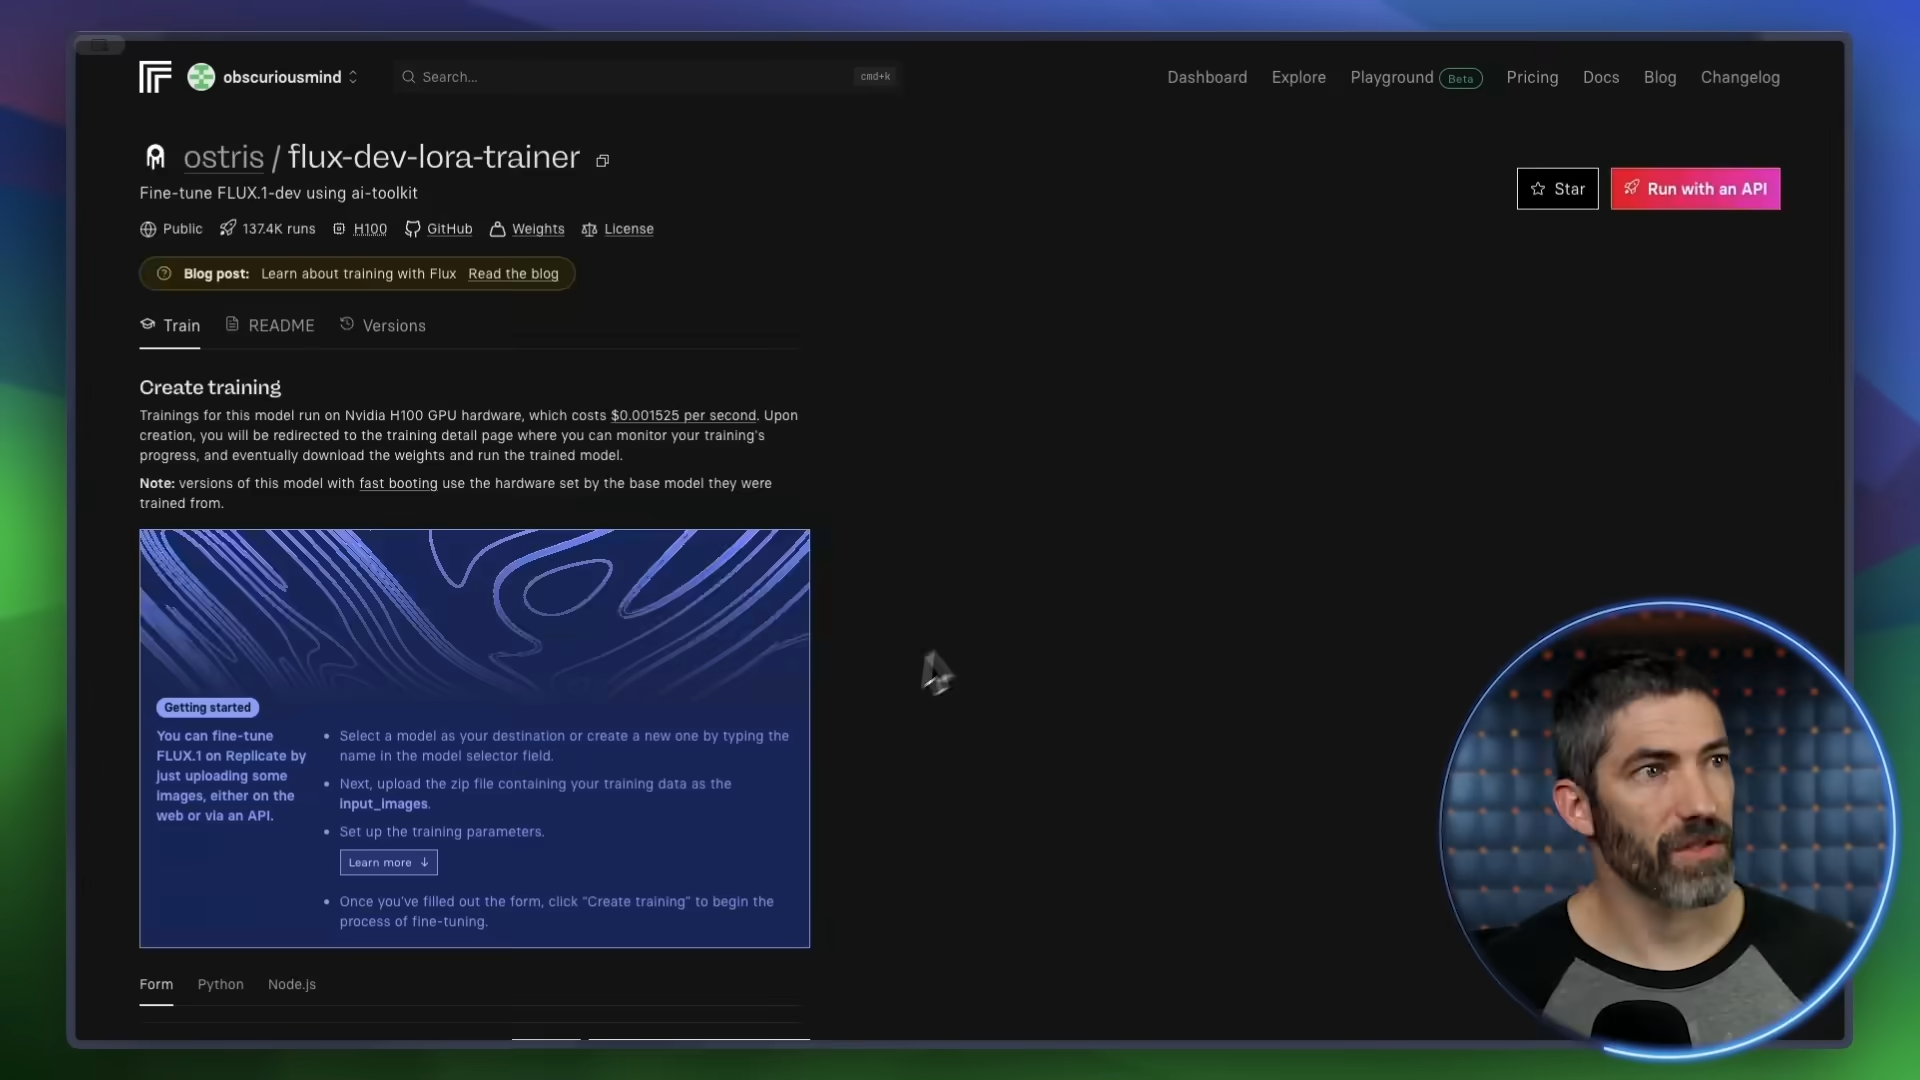 obscuriousmind
Search...
cmd+k
Dashboard
Explore
Playground Beta
Pricing
Docs
Blog
Changelog
ostris / flux-dev-lora-trainer
Fine-tune FLUX.1-dev using ai-toolkit
Star
Run with an API
Public
137.4K runs
H100
GitHub
Weights
License
Blog post: Learn about training with Flux Read the blog
Train
README
Versions
Create training
Trainings for this model run on Nvidia H100 GPU hardware, which costs $0.001525 per second. Upon
creation, you will be redirected to the training detail page where you can monitor your training's
progress, and eventually download the weights and run the trained model.
Note: versions of this model with fast booting use the hardware set by the base model they were
trained from.
Getting started
You can fine-tune
FLUX.1 on Replicate by
just uploading some
images, either on the
web or via an API.
• Select a model as your destination or create a new one by typing the
name in the model selector field.
• Next, upload the zip file containing your training data as the
input_images.
• Set up the training parameters.
Learn more ↓
• Once you've filled out the form, click "Create training" to begin the
process of fine-tuning.
Form
Python
Node.js